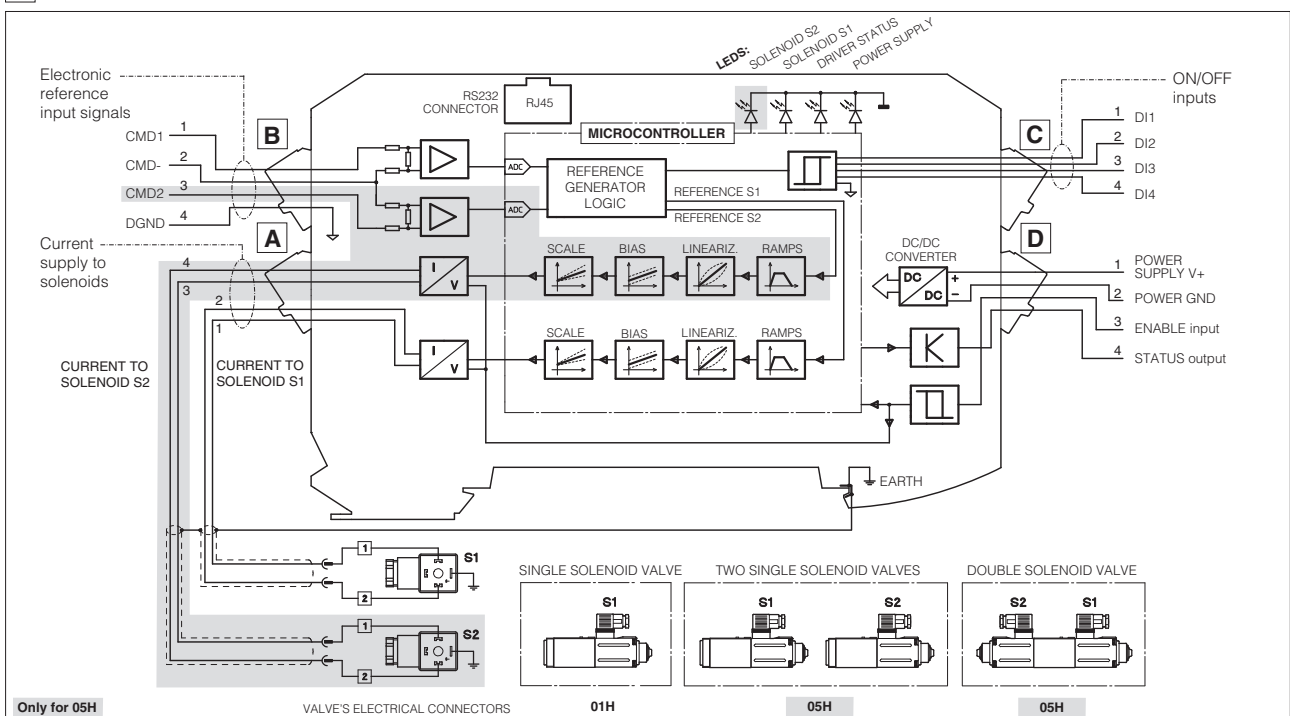 LEDS:
SOLENOID S2
SOLENOID S1
DRIVER STATUS
POWER SUPPLY
Electronic
reference
input signals
ON/OFF
inputs
RS232
CONNECTOR
RJ45
MICROCONTROLLER
B
C
1
CMD1
2
CMD-
3
CMD2
4
DGND
ADC
ADC
REFERENCE
GENERATOR
LOGIC
REFERENCE S1
REFERENCE S2
1 DI1
2 DI2
3 DI3
4 DI4
A
D
Current
supply to
solenoids
4
3
2
1
I
V
SCALE
BIAS
LINEARIZ.
RAMPS
DC/DC
CONVERTER
DC
DC
+
–
1 POWER
SUPPLY V+
2 POWER GND
3 ENABLE input
4 STATUS output
I
V
SCALE
BIAS
LINEARIZ.
RAMPS
K
CURRENT TO
SOLENOID S2
CURRENT TO
SOLENOID S1
EARTH
1
S1
2
1
S2
2
SINGLE SOLENOID VALVE
TWO SINGLE SOLENOID VALVES
DOUBLE SOLENOID VALVE
S1
S1
S2
S2
S1
Only for 05H
VALVE'S ELECTRICAL CONNECTORS
01H
05H
05H